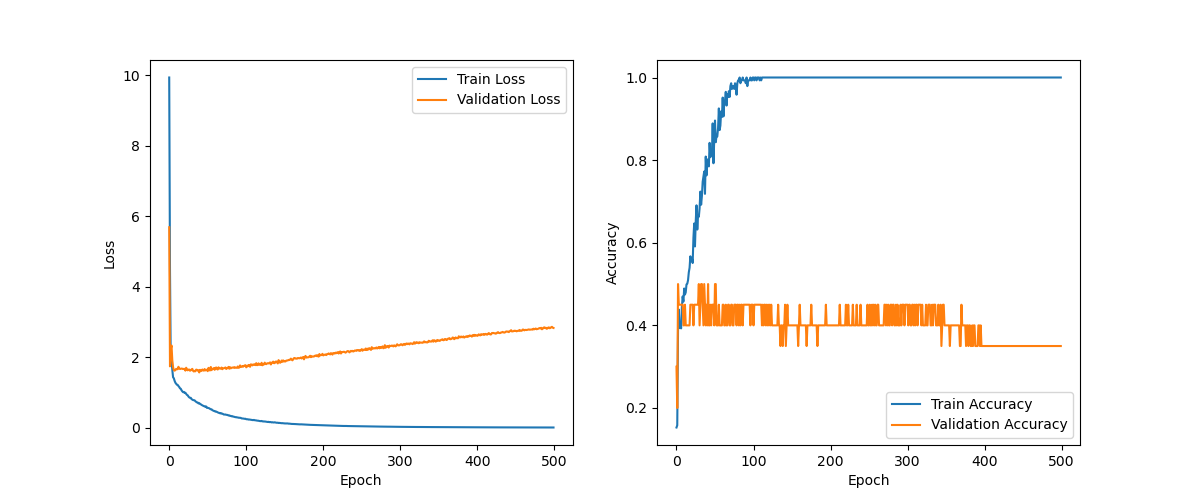 10
8
6
4
2
0
Loss
0 100 200 300 400 500
Epoch
Train Loss
Validation Loss
1.0
0.8
0.6
0.4
0.2
Accuracy
0 100 200 300 400 500
Epoch
Train Accuracy
Validation Accuracy